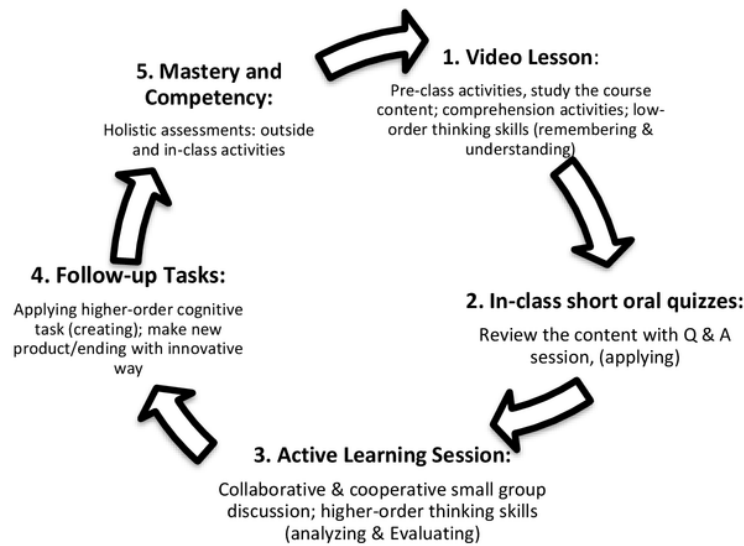 1. Video Lesson:
Pre-class activities, study the course
content; comprehension activities; low-
order thinking skills (remembering &
understanding)
2. In-class short oral quizzes:
Review the content with Q & A
session, (applying)
3. Active Learning Session:
Collaborative & cooperative small group
discussion; higher-order thinking skills
(analyzing & Evaluating)
4. Follow-up Tasks:
Applying higher-order cognitive
task (creating); make new
product/ending with innovative
way
5. Mastery and
Competency:
Holistic assessments: outside
and in-class activities